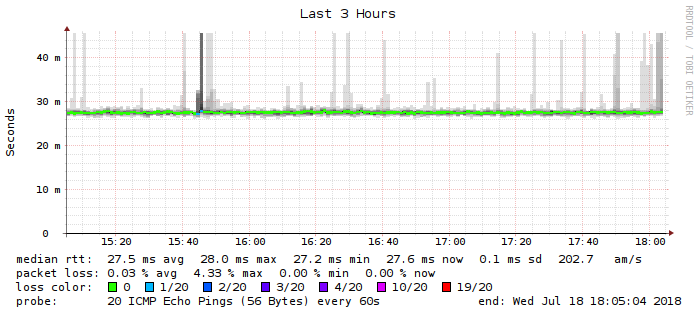 Last 3 Hours
RRDTOOL / TOBI OETIKER
Seconds
40 m
30 m
20 m
10 m
0
15:20 15:40 16:00 16:20 16:40 17:00 17:20 17:40 18:00
median rtt: 27.5 ms avg 28.0 ms max 27.2 ms min 27.6 ms now 0.1 ms sd 202.7 am/s
packet loss: 0.03 % avg 4.33 % max 0.00 % min 0.00 % now
loss color: 0 1/20 2/20 3/20 4/20 10/20 19/20
probe: 20 ICMP Echo Pings (56 Bytes) every 60s end: Wed Jul 18 18:05:04 2018